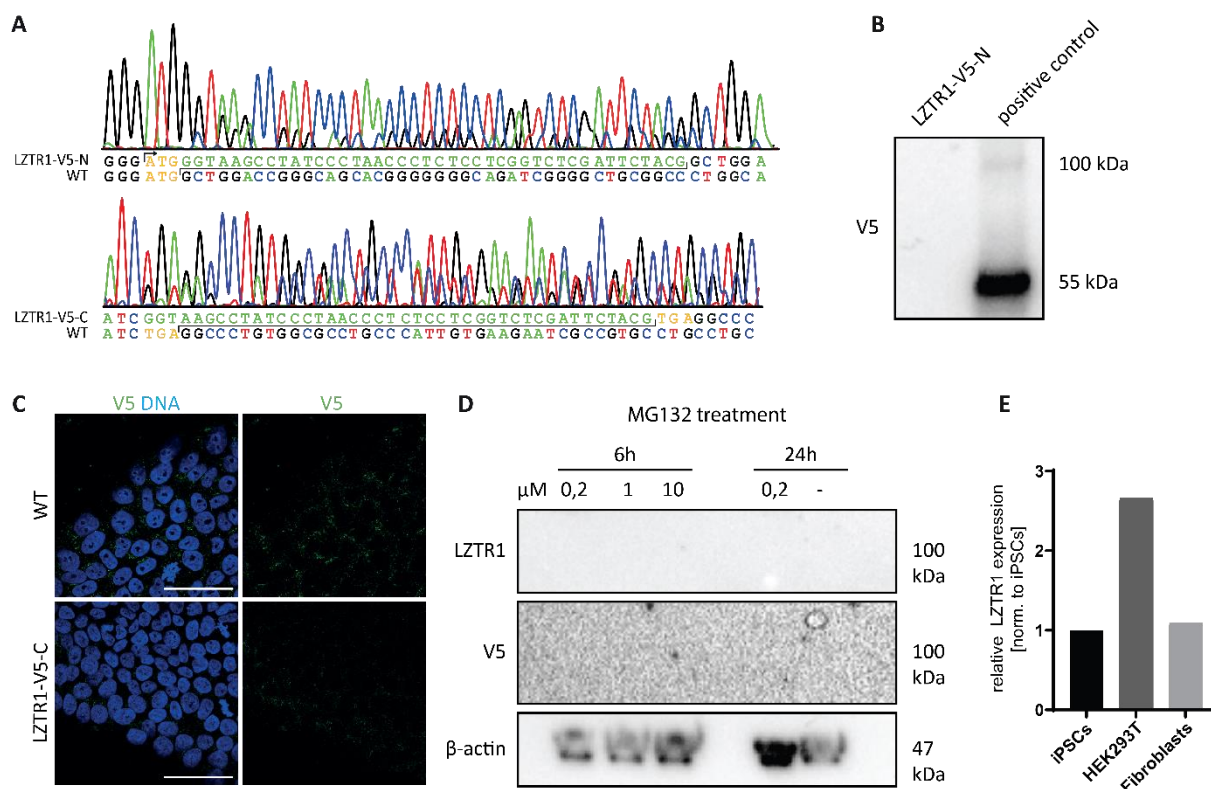 A
LZTR1-V5-N GGGATGGGTAAGCCTATCCCTAACCCTCTCCTCGGTCTCGATTCTACGGCTGGA
WT GGGATGGCTGGACCGGGCAGCACGGGGGGGCAGATCGGGGCTGCGGCCCTGGCA
LZTR1-V5-C ATCGGTAAGCCTATCCCTAACCCTCTCCTCGGTCTCGATTCTACGTGAGGCCC
WT ATCTGAGGCCCTGTGGCGCCTGCCCATTGTGAAGAATCGCCGTGCCTGCCTGC
B
LZTR1-V5-N
positive control
V5
100 kDa
55 kDa
C
V5 DNA
V5
WT
LZTR1-V5-C
D
MG132 treatment
6h 24h
µM 0,2 1 10 0,2 -
LZTR1
100
kDa
V5
100
kDa
β-actin
47
kDa
E
relative LZTR1 expression
[norm. to iPSCs]
3
2
1
0
iPSCs
HEK293T
Fibroblasts